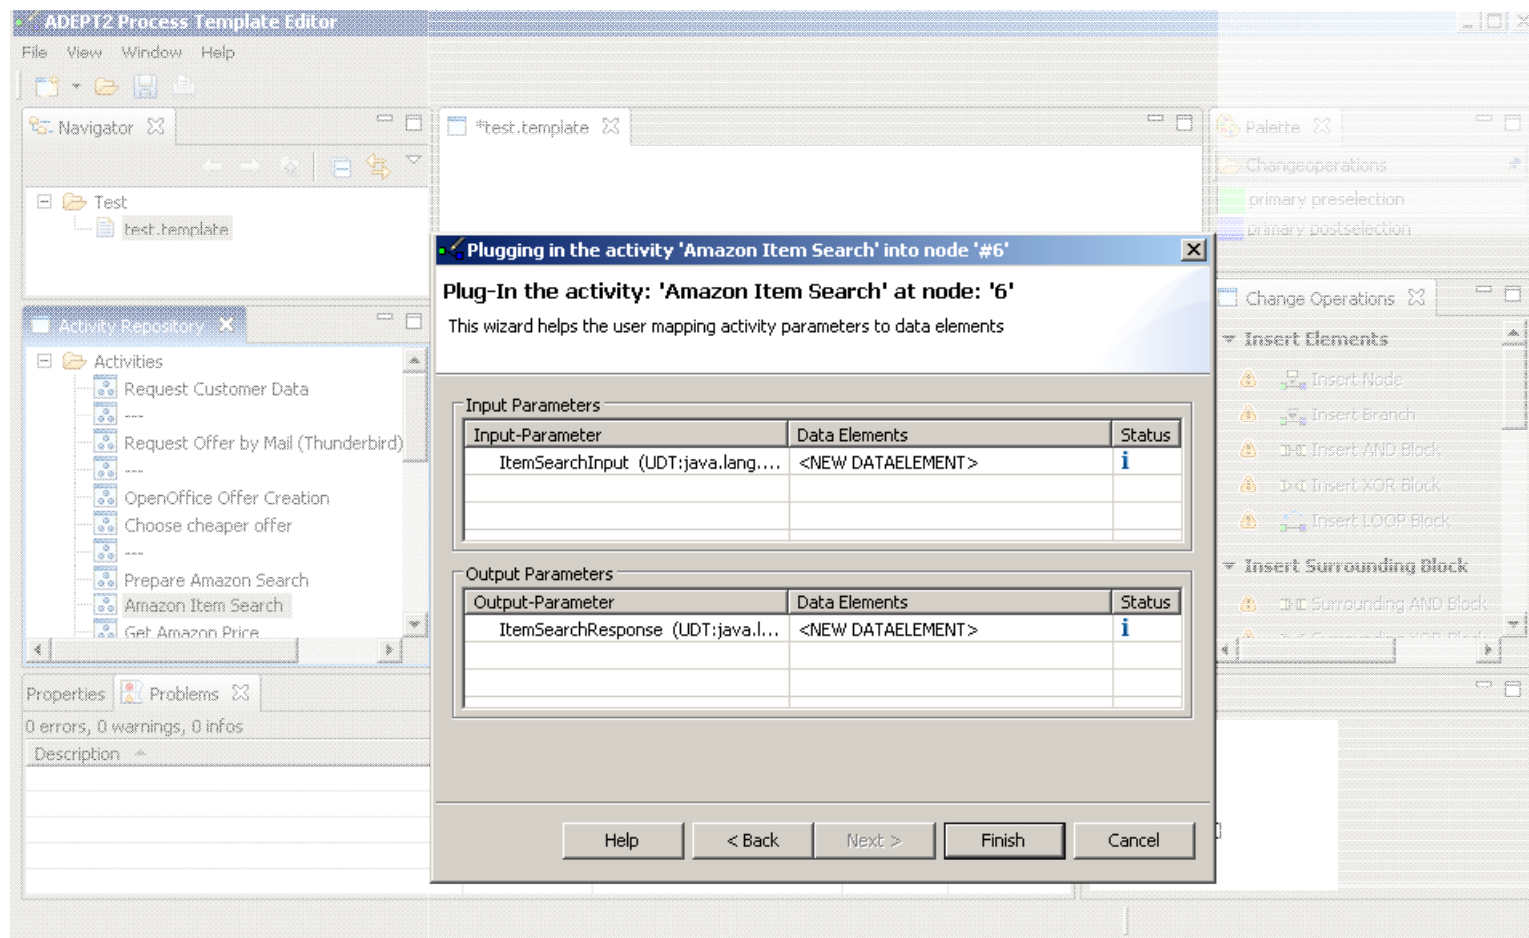 ADEPT2 Process Template Editor
File View Window Help
Navigator
*test.template
Palette
Changeoperations
primary preselection
primary postselection
Test
test.template
Plugging in the activity 'Amazon Item Search' into node '#6'
Plug-In the activity: 'Amazon Item Search' at node: '6'
This wizard helps the user mapping activity parameters to data elements
Activity Repository
Activities
Request Customer Data
---
Request Offer by Mail (Thunderbird)
---
OpenOffice Offer Creation
Choose cheaper offer
---
Prepare Amazon Search
Amazon Item Search
Get Amazon Price
Input Parameters
Input-Parameter Data Elements Status
ItemSearchInput (UDT:java.lang.... <NEW DATAELEMENT> i
Output Parameters
Output-Parameter Data Elements Status
ItemSearchResponse (UDT:java.l... <NEW DATAELEMENT> i
Change Operations
Insert Elements
Insert Node
Insert Branch
Insert AND Block
Insert XOR Block
Insert LOOP Block
Insert Surrounding Block
Surrounding AND Block
Properties Problems
0 errors, 0 warnings, 0 infos
Description
Help < Back Next > Finish Cancel